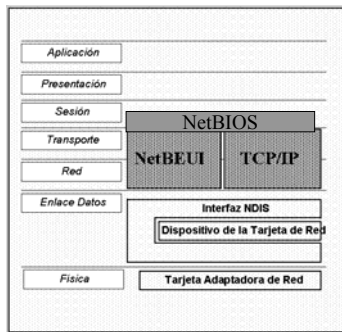 Aplicación
Presentación
Sesión
NetBIOS
Transporte
NetBEUI
TCP/IP
Red
Enlace Datos
Interfaz NDIS
Dispositivo de la Tarjeta de Red
Física
Tarjeta Adaptadora de Red